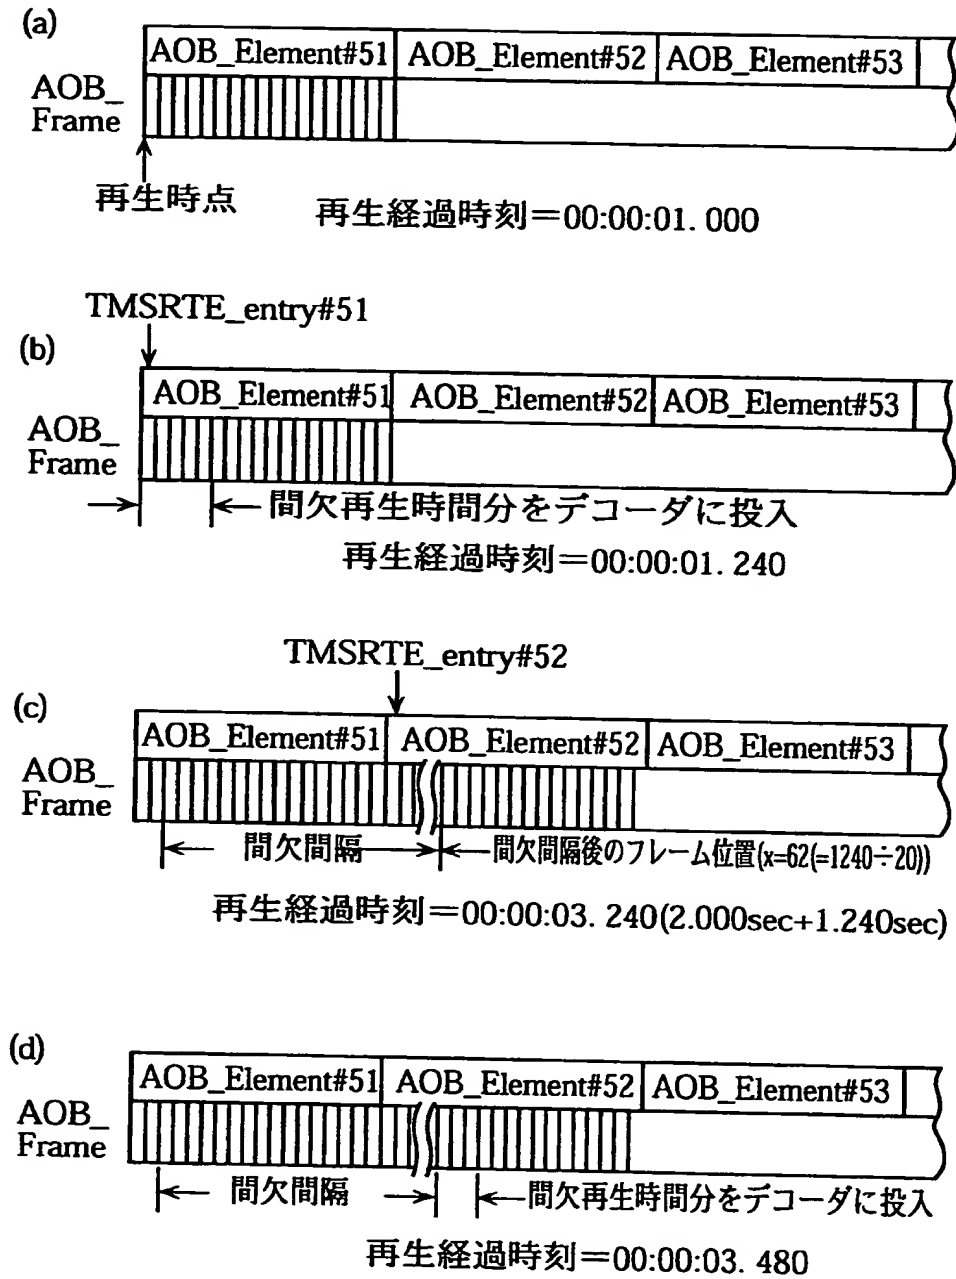 (a)
AOB_Element#51 AOB_Element#52 AOB_Element#53
AOB_
Frame
再生時点
再生経過時刻=00:00:01. 000
TMSRTE_entry#51
(b)
AOB_Element#51 AOB_Element#52 AOB_Element#53
AOB_
Frame
間欠再生時間分をデコーダに投入
再生経過時刻=00:00:01. 240
TMSRTE_entry#52
(c)
AOB_Element#51 AOB_Element#52 AOB_Element#53
AOB_
Frame
間欠間隔 間欠間隔後のフレーム位置(x=62(=1240÷20))
再生経過時刻=00:00:03. 240(2.000sec+1.240sec)
(d)
AOB_Element#51 AOB_Element#52 AOB_Element#53
AOB_
Frame
間欠間隔 間欠再生時間分をデコーダに投入
再生経過時刻=00:00:03. 480